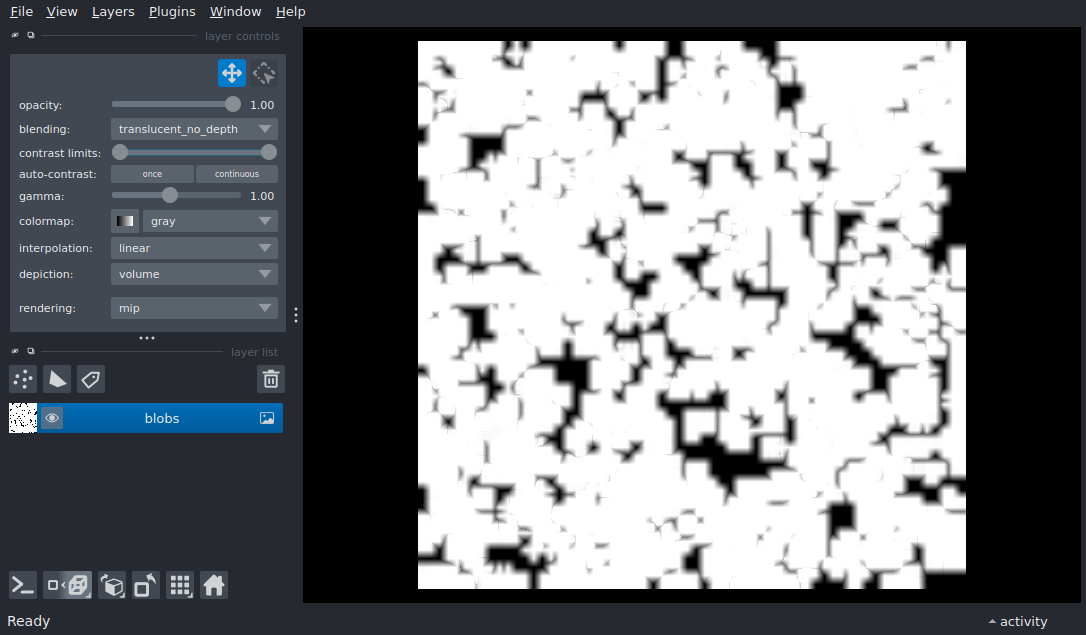 File View Layers Plugins Window Help
layer controls
opacity: 1.00
blending: translucent_no_depth
contrast limits:
auto-contrast: once continuous
gamma: 1.00
colormap: gray
interpolation: linear
depiction: volume
rendering: mip
layer list
blobs
Ready activity